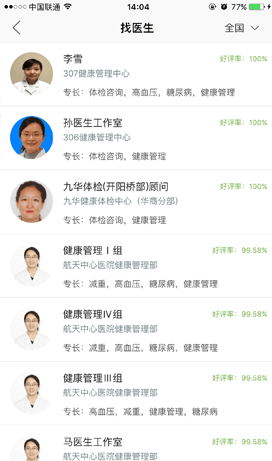 中国联通
14:04
77%
找医生
全国
李雪
好评率：100%
307健康管理中心
专长：体检咨询，高血压，糖尿病，健康管理
孙医生工作室
好评率：100%
306健康管理中心
专长：体检咨询，健康管理
九华体检(开阳桥部)顾问
好评率：100%
九华健康体检中心（华商分部）
专长：体检咨询，健康管理
健康管理Ⅰ组
好评率：99.58%
航天中心医院健康管理部
专长：减重，高血压，糖尿病，健康管理
健康管理Ⅳ组
好评率：99.58%
航天中心医院健康管理部
专长：减重，高血压，糖尿病，健康管理
健康管理Ⅲ组
好评率：99.58%
航天中心医院健康管理部
专长：高血压，减重，健康管理，糖尿病
马医生工作室
好评率：99.58%
航天中心医院健康管理部